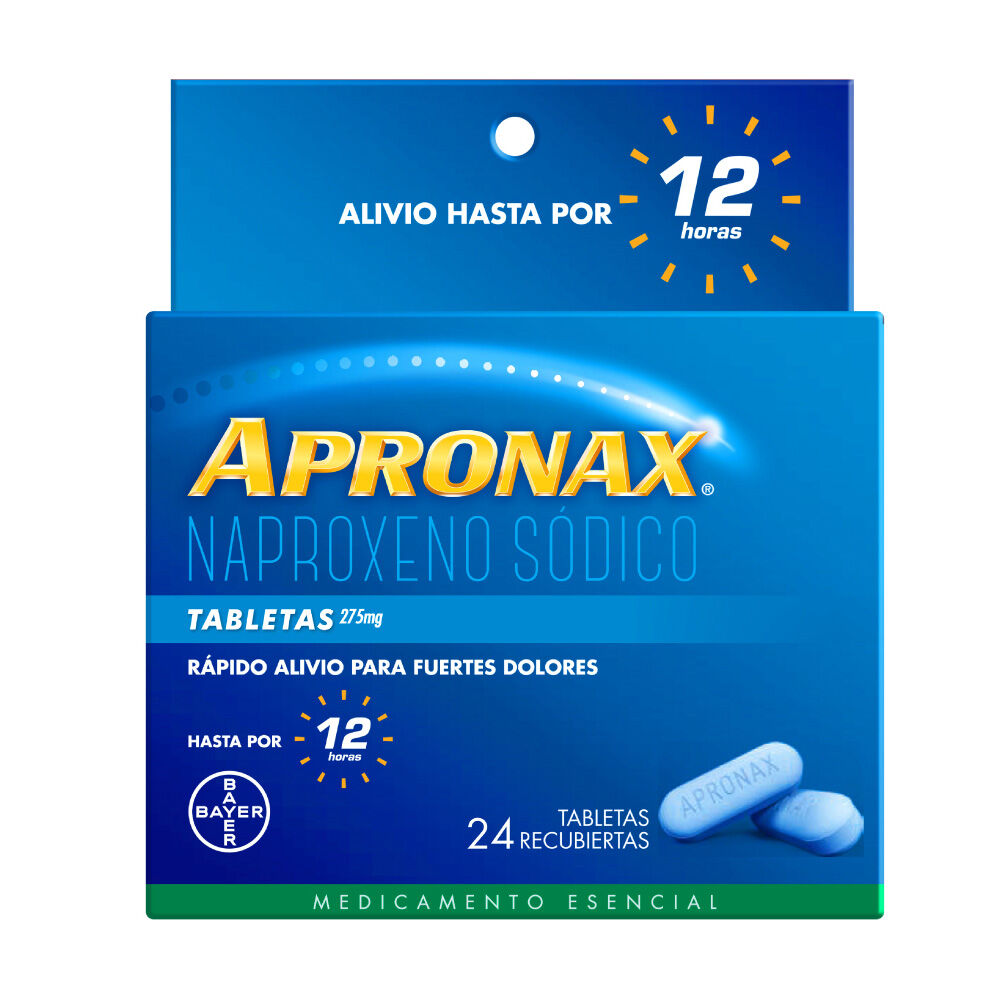 ALIVIO HASTA POR
12
horas
APRONAX®
NAPROXENO SÓDICO
TABLETAS 275mg
RÁPIDO ALIVIO PARA FUERTES DOLORES
HASTA POR
12
horas
BAYER
BAYER
APRONAX
24 TABLETAS
RECUBIERTAS
MEDICAMENTO ESENCIAL